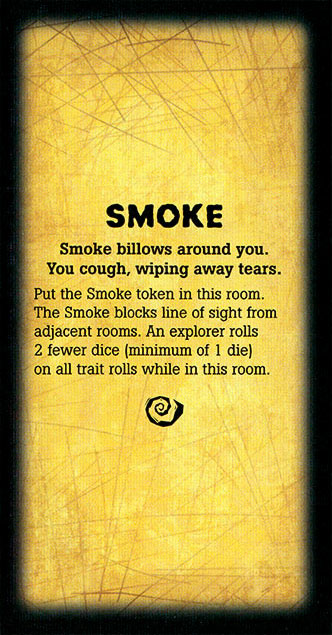 SMOKE
Smoke billows around you.
You cough, wiping away tears.
Put the Smoke token in this room.
The Smoke blocks line of sight from
adjacent rooms. An explorer rolls
2 fewer dice (minimum of 1 die)
on all trait rolls while in this room.